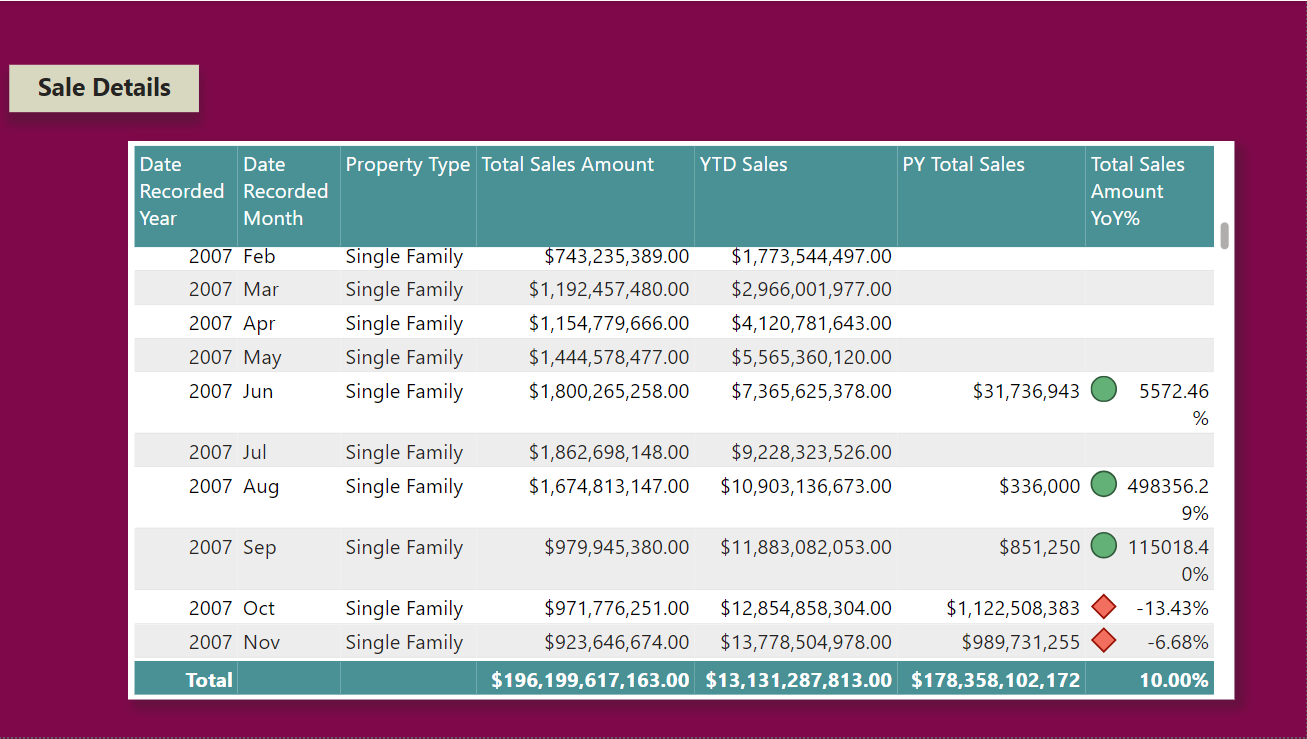 Sale Details
Date Recorded Year Date Recorded Month Property Type Total Sales Amount YTD Sales PY Total Sales Total Sales Amount YoY%
2007 Feb Single Family $743,235,389.00 $1,773,544,497.00
2007 Mar Single Family $1,192,457,480.00 $2,966,001,977.00
2007 Apr Single Family $1,154,779,666.00 $4,120,781,643.00
2007 May Single Family $1,444,578,477.00 $5,565,360,120.00
2007 Jun Single Family $1,800,265,258.00 $7,365,625,378.00 $31,736,943 5572.46
%
2007 Jul Single Family $1,862,698,148.00 $9,228,323,526.00
2007 Aug Single Family $1,674,813,147.00 $10,903,136,673.00 $336,000 498356.2
9%
2007 Sep Single Family $979,945,380.00 $11,883,082,053.00 $851,250 115018.4
0%
2007 Oct Single Family $971,776,251.00 $12,854,858,304.00 $1,122,508,383 -13.43%
2007 Nov Single Family $923,646,674.00 $13,778,504,978.00 $989,731,255 -6.68%
Total $196,199,617,163.00 $13,131,287,813.00 $178,358,102,172 10.00%